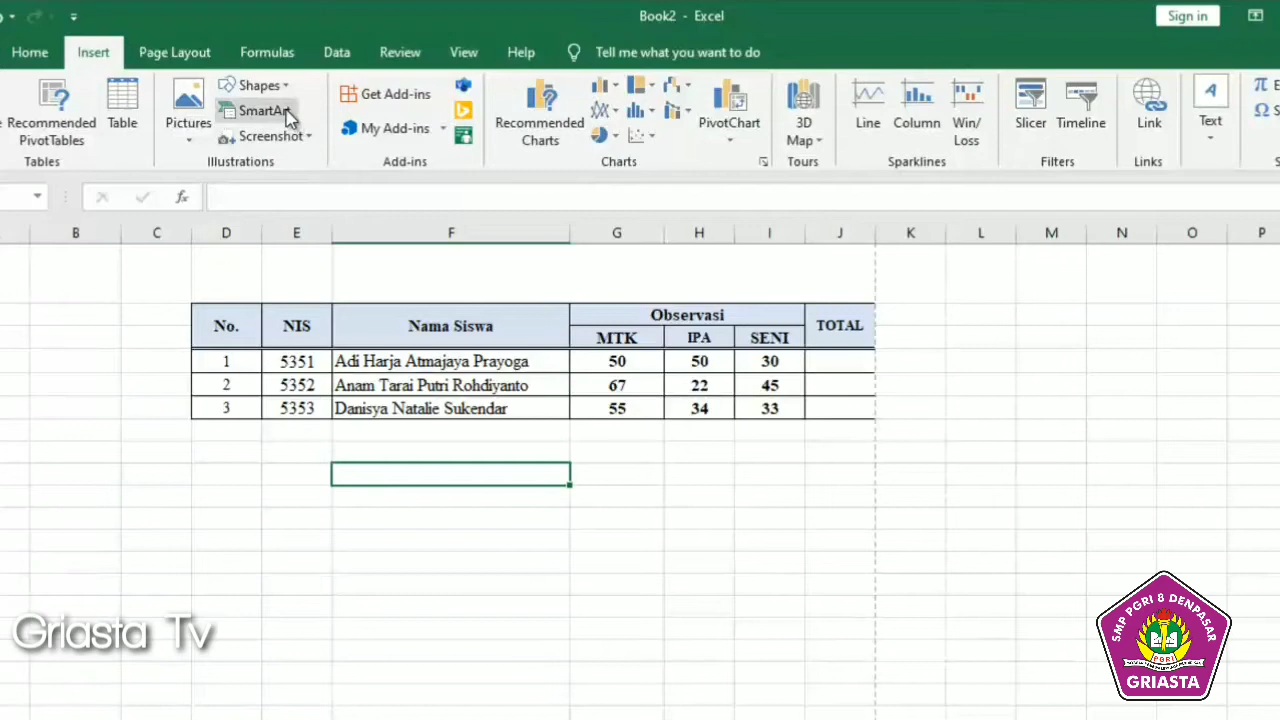 Book2 - Excel
Sign in
Home Insert Page Layout Formulas Data Review View Help Tell me what you want to do
Recommended PivotTables
Table
Tables
Pictures
Shapes
SmartArt
Screenshot
Illustrations
Get Add-ins
My Add-ins
Add-ins
Recommended Charts
PivotChart
Charts
3D Map
Tours
Line
Column
Win/ Loss
Sparklines
Slicer
Timeline
Filters
Link
Links
Text
fx
B C D E F G H I J K L M N O P
No. NIS Nama Siswa Observasi TOTAL
MTK IPA SENI
1 5351 Adi Harja Atmajaya Prayoga 50 50 30
2 5352 Anam Tarai Putri Rohdiyanto 67 22 45
3 5353 Danisya Natalie Sukendar 55 34 33
Griasta Tv
SMP PGRI 8 DENPASAR
PGRI
GRIASTA